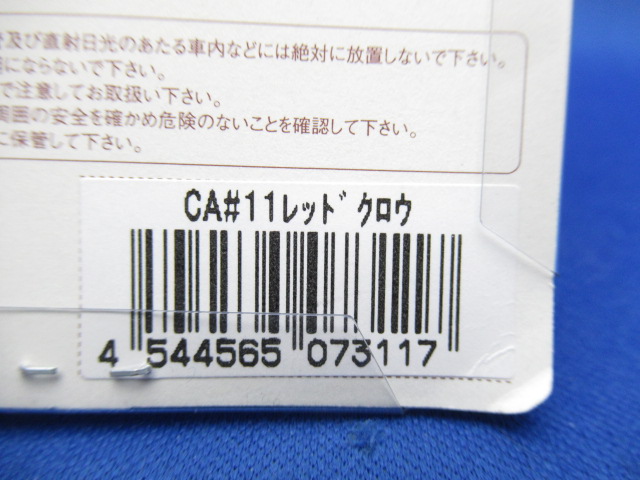 及び直射日光のあたる車内などには絶対に放置しないで下さい。
にならないで下さい。
で注意してお取扱い下さい。
周囲の安全を確かめ危険のないことを確認して下さい。
に保管して下さい。
CA#11レッドﾞクロウ
4 544565 073117